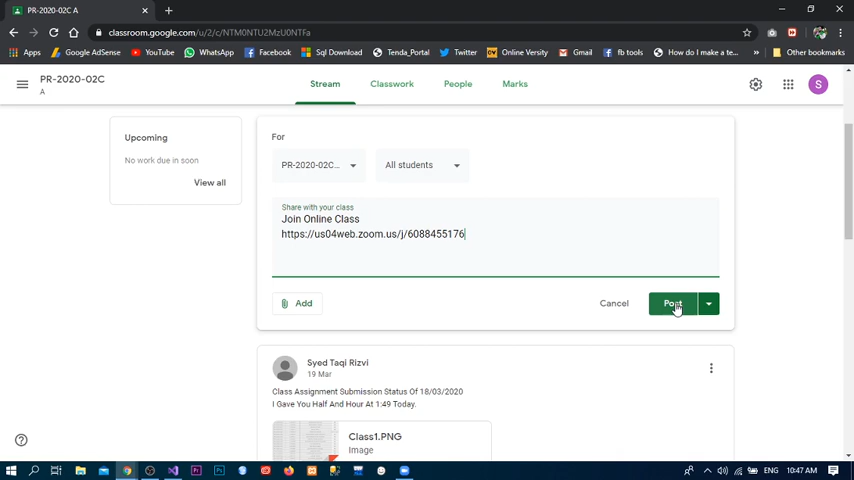 PR-2020-02C A
classroom.google.com/u/2/c/NTM0NTU2MzU0NTFa
Apps
Google AdSense
YouTube
WhatsApp
Facebook
Sql Download
Tenda_Portal
Twitter
Online Versity
Gmail
fb tools
How do i make a te...
Other bookmarks
PR-2020-02C
A
Stream
Classwork
People
Marks
S
Upcoming
No work due in soon
View all
For
PR-2020-02C...
All students
Share with your class
Join Online Class
https://us04web.zoom.us/j/6088455176
Add
Cancel
Post
Syed Taqi Rizvi
19 Mar
Class Assignment Submission Status Of 18/03/2020
I Gave You Half And Hour At 1:49 Today.
Class1.PNG
Image
ENG
10:47 AM